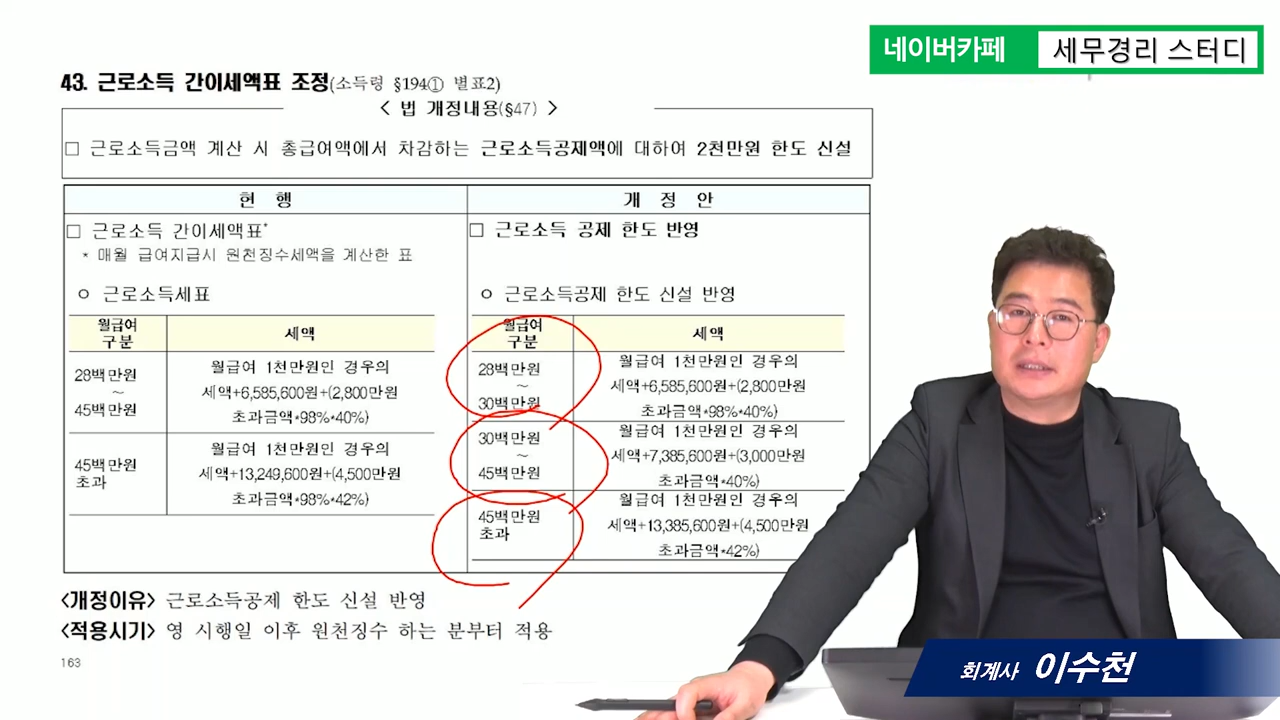 네이버카페 세무경리 스터디
43. 근로소득 간이세액표 조정(소득령 §194① 별표2)
< 법 개정내용(§47) >
□ 근로소득금액 계산 시 총급여액에서 차감하는 근로소득공제액에 대하여 2천만원 한도 신설
현 행
□ 근로소득 간이세액표*
* 매월 급여지급시 원천징수세액을 계산한 표
ㅇ 근로소득세표
월급여
구분
세액
28백만원
~
45백만원
월급여 1천만원인 경우의
세액+6,585,600원+(2,800만원
초과금액*98%*40%)
45백만원
초과
월급여 1천만원인 경우의
세액+13,249,600원+(4,500만원
초과금액*98%*42%)
개 정 안
□ 근로소득 공제 한도 반영
ㅇ 근로소득공제 한도 신설 반영
월급여
구분
세액
28백만원
~
30백만원
월급여 1천만원인 경우의
세액+6,585,600원+(2,800만원
초과금액*98%*40%)
30백만원
~
45백만원
월급여 1천만원인 경우의
세액+7,385,600원+(3,000만원
초과금액*40%)
45백만원
초과
월급여 1천만원인 경우의
세액+13,385,600원+(4,500만원
초과금액*42%)
<개정이유> 근로소득공제 한도 신설 반영
<적용시기> 영 시행일 이후 원천징수 하는 분부터 적용
163
회계사 이수천